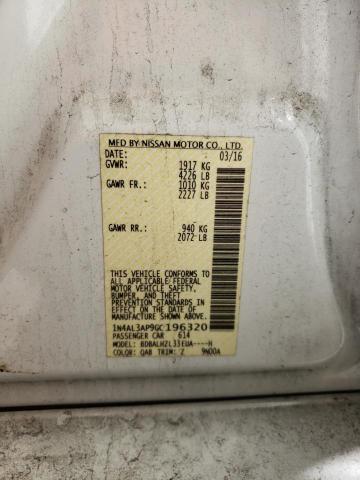 MFD BY NISSAN MOTOR CO., LTD.
DATE: 03/16
GVWR: 1917 KG
4226 LB
GAWR FR.: 1010 KG
2227 LB
GAWR RR.: 940 KG
2072 LB
THIS VEHICLE CONFORMS TO
ALL APPLICABLE FEDERAL
MOTOR VEHICLE SAFETY,
BUMPER, AND THEFT
PREVENTION STANDARDS IN
EFFECT ON THE DATE OF
MANUFACTURE SHOWN ABOVE.
1N4AL3AP9GC196320
PASSENGER CAR 614
MODEL: BDBALHZL33EUA----H
COLOR: QAB TRIM: Z 9N00A